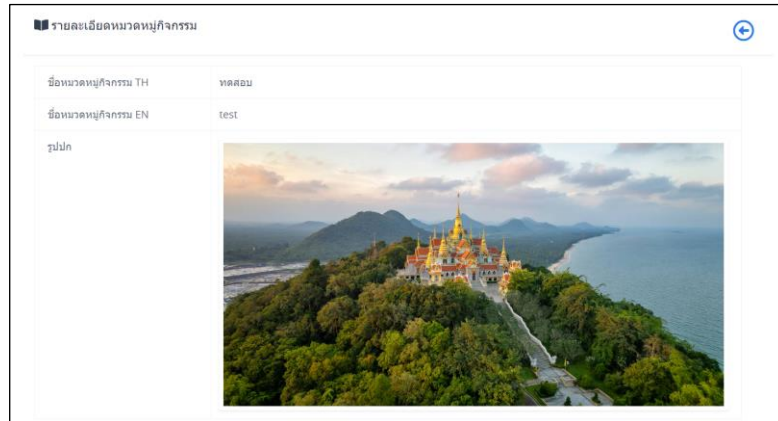 รายละเอียดหมวดหมู่กิจกรรม
ชื่อหมวดหมู่กิจกรรม TH ทดสอบ
ชื่อหมวดหมู่กิจกรรม EN test
รูปปก